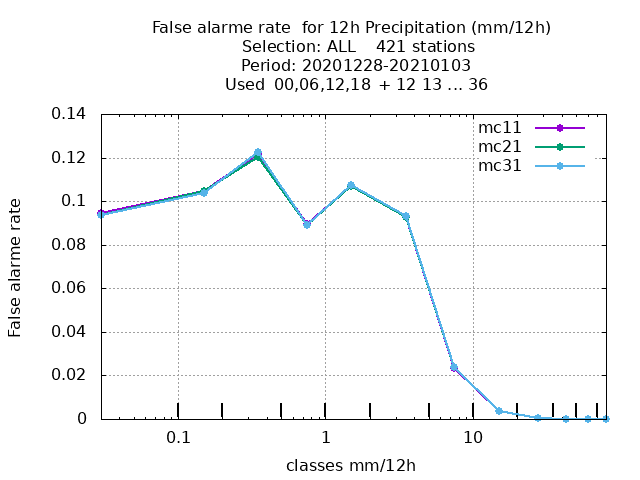 False alarme rate  for 12h Precipitation (mm/12h)
Selection: ALL    421 stations
Period: 20201228-20210103
Used  00,06,12,18  + 12 13 ... 36
mc11
mc21
mc31
0.14
0.12
0.1
0.08
0.06
0.04
0.02
0
False alarme rate
0.1 1 10
classes mm/12h